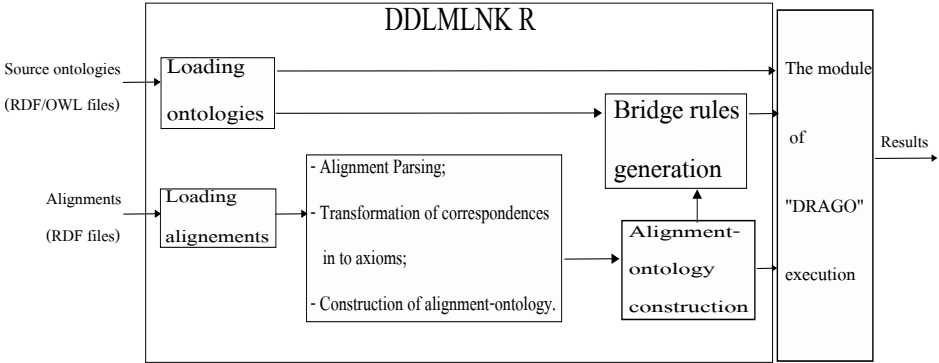 DDLMLNK R
Source ontologies
(RDF/OWL files)
Loading
ontologies
Bridge rules
generation
Alignments
(RDF files)
Loading
alignements
- Alignment Parsing;
- Transformation of correspondences
in to axioms;
- Construction of alignment-ontology.
Alignment-
ontology
construction
The module
of
"DRAGO"
execution
Results